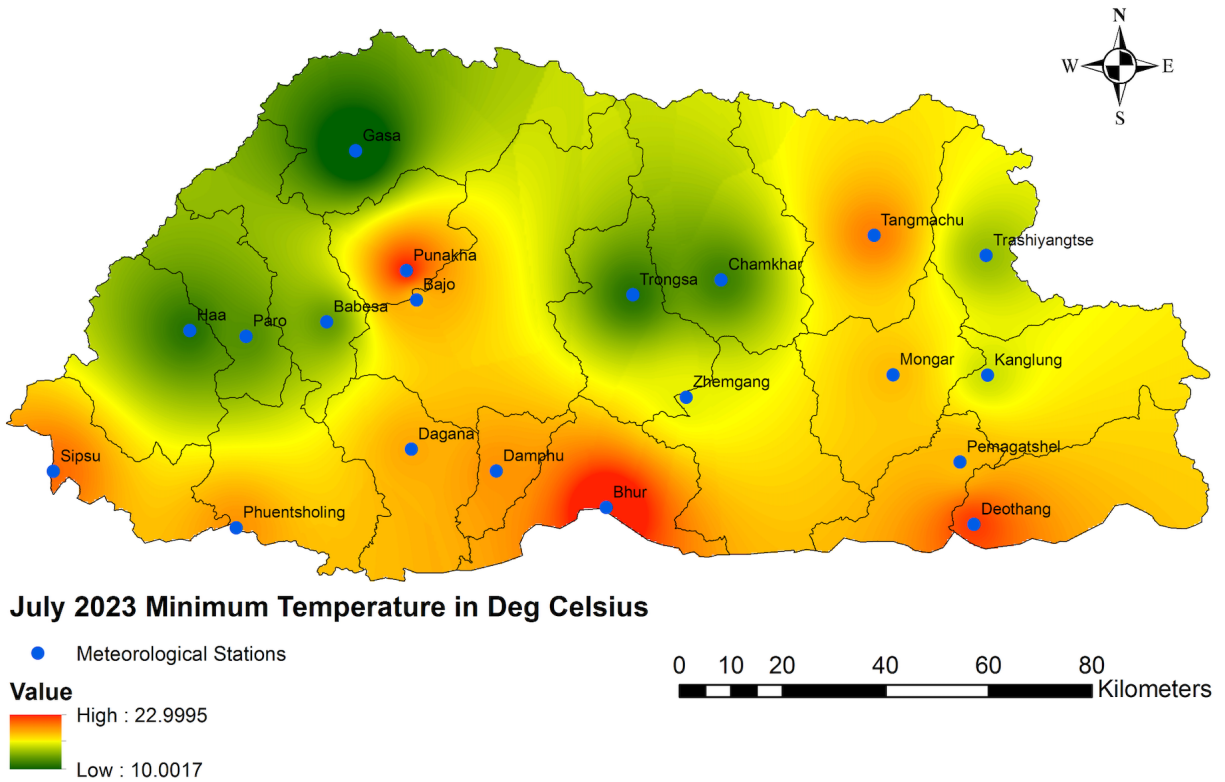 N
W E
S
Gasa
Tangmachu
Trashiyangtse
Punakha
Chamkhar
Trongsa
Bajo
Babesa
Haa
Paro
Mongar
Kanglung
Zhemgang
Dagana
Pemagatshel
Sipsu
Damphu
Bhur
Phuentsholing
Deothang
July 2023 Minimum Temperature in Deg Celsius
Meteorological Stations
0 10 20 40 60 80
Kilometers
Value
High : 22.9995
Low : 10.0017